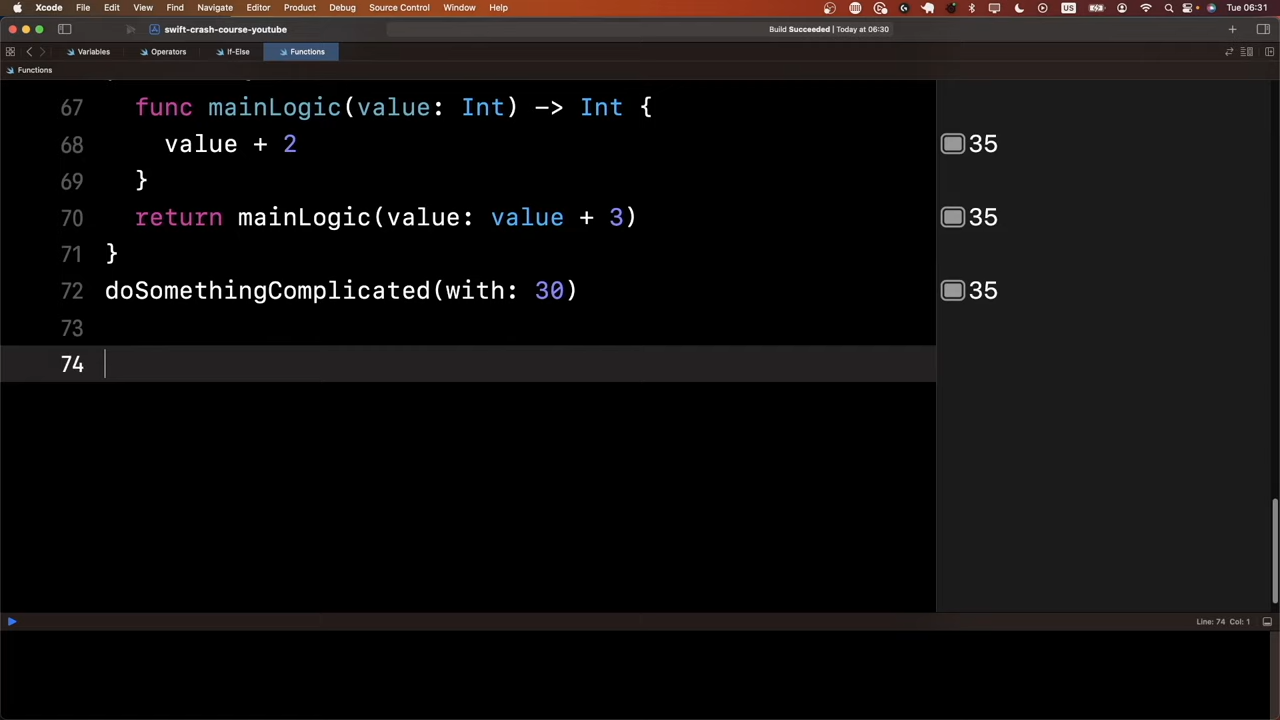 Xcode File Edit View Find Navigate Editor Product Debug Source Control Window Help US Tue 06:31
swift-crash-course-youtube Build Succeeded | Today at 06:30
Variables Operators If-Else Functions
Functions
67 func mainLogic(value: Int) -> Int {
68 value + 2 35
69 }
70 return mainLogic(value: value + 3) 35
71 }
72 doSomethingComplicated(with: 30) 35
73
74
Line: 74 Col: 1